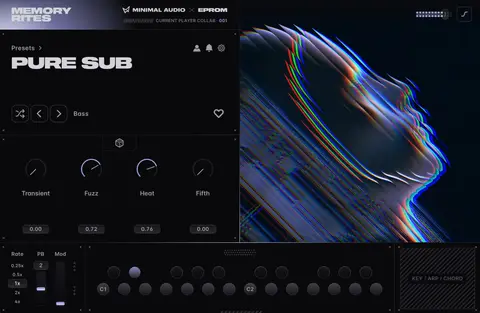 MEMORY
RITES
MINIMAL AUDIO × EPROM
CURRENT PLAYER COLLAB 001
Presets >
PURE SUB
Bass
Transient Fuzz Heat Fifth
0.00 0.72 0.76 0.00
Rate PB Mod
0.25x 2
0.5x
1x
2x
4x
C1 C2
KEY | ARP | CHORD